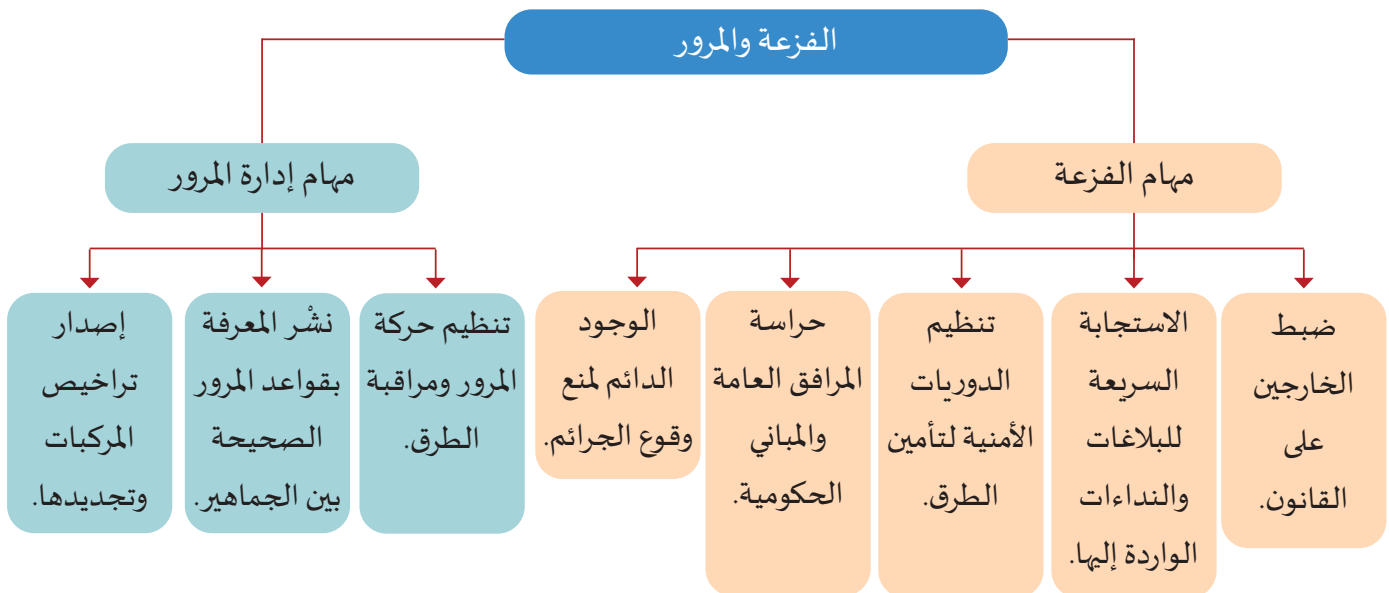 الفزعة والمرور
مهام الفزعة
ضبط
الخارجين
على
القانون.
الاستجابة
السريعة
للبلاغات
والنداءات
الواردة إليها.
تنظيم
الدوريات
الأمنية لتأمين
الطرق.
حراسة
المرافق العامة
والمباني
الحكومية.
الوجود
الدائم لمنع
وقوع الجرائم.
مهام إدارة المرور
تنظيم حركة
المرور ومراقبة
الطرق.
نشْر المعرفة
بقواعد المرور
الصحيحة
بين الجماهير.
إصدار
تراخيص
المركبات
وتجديدها.